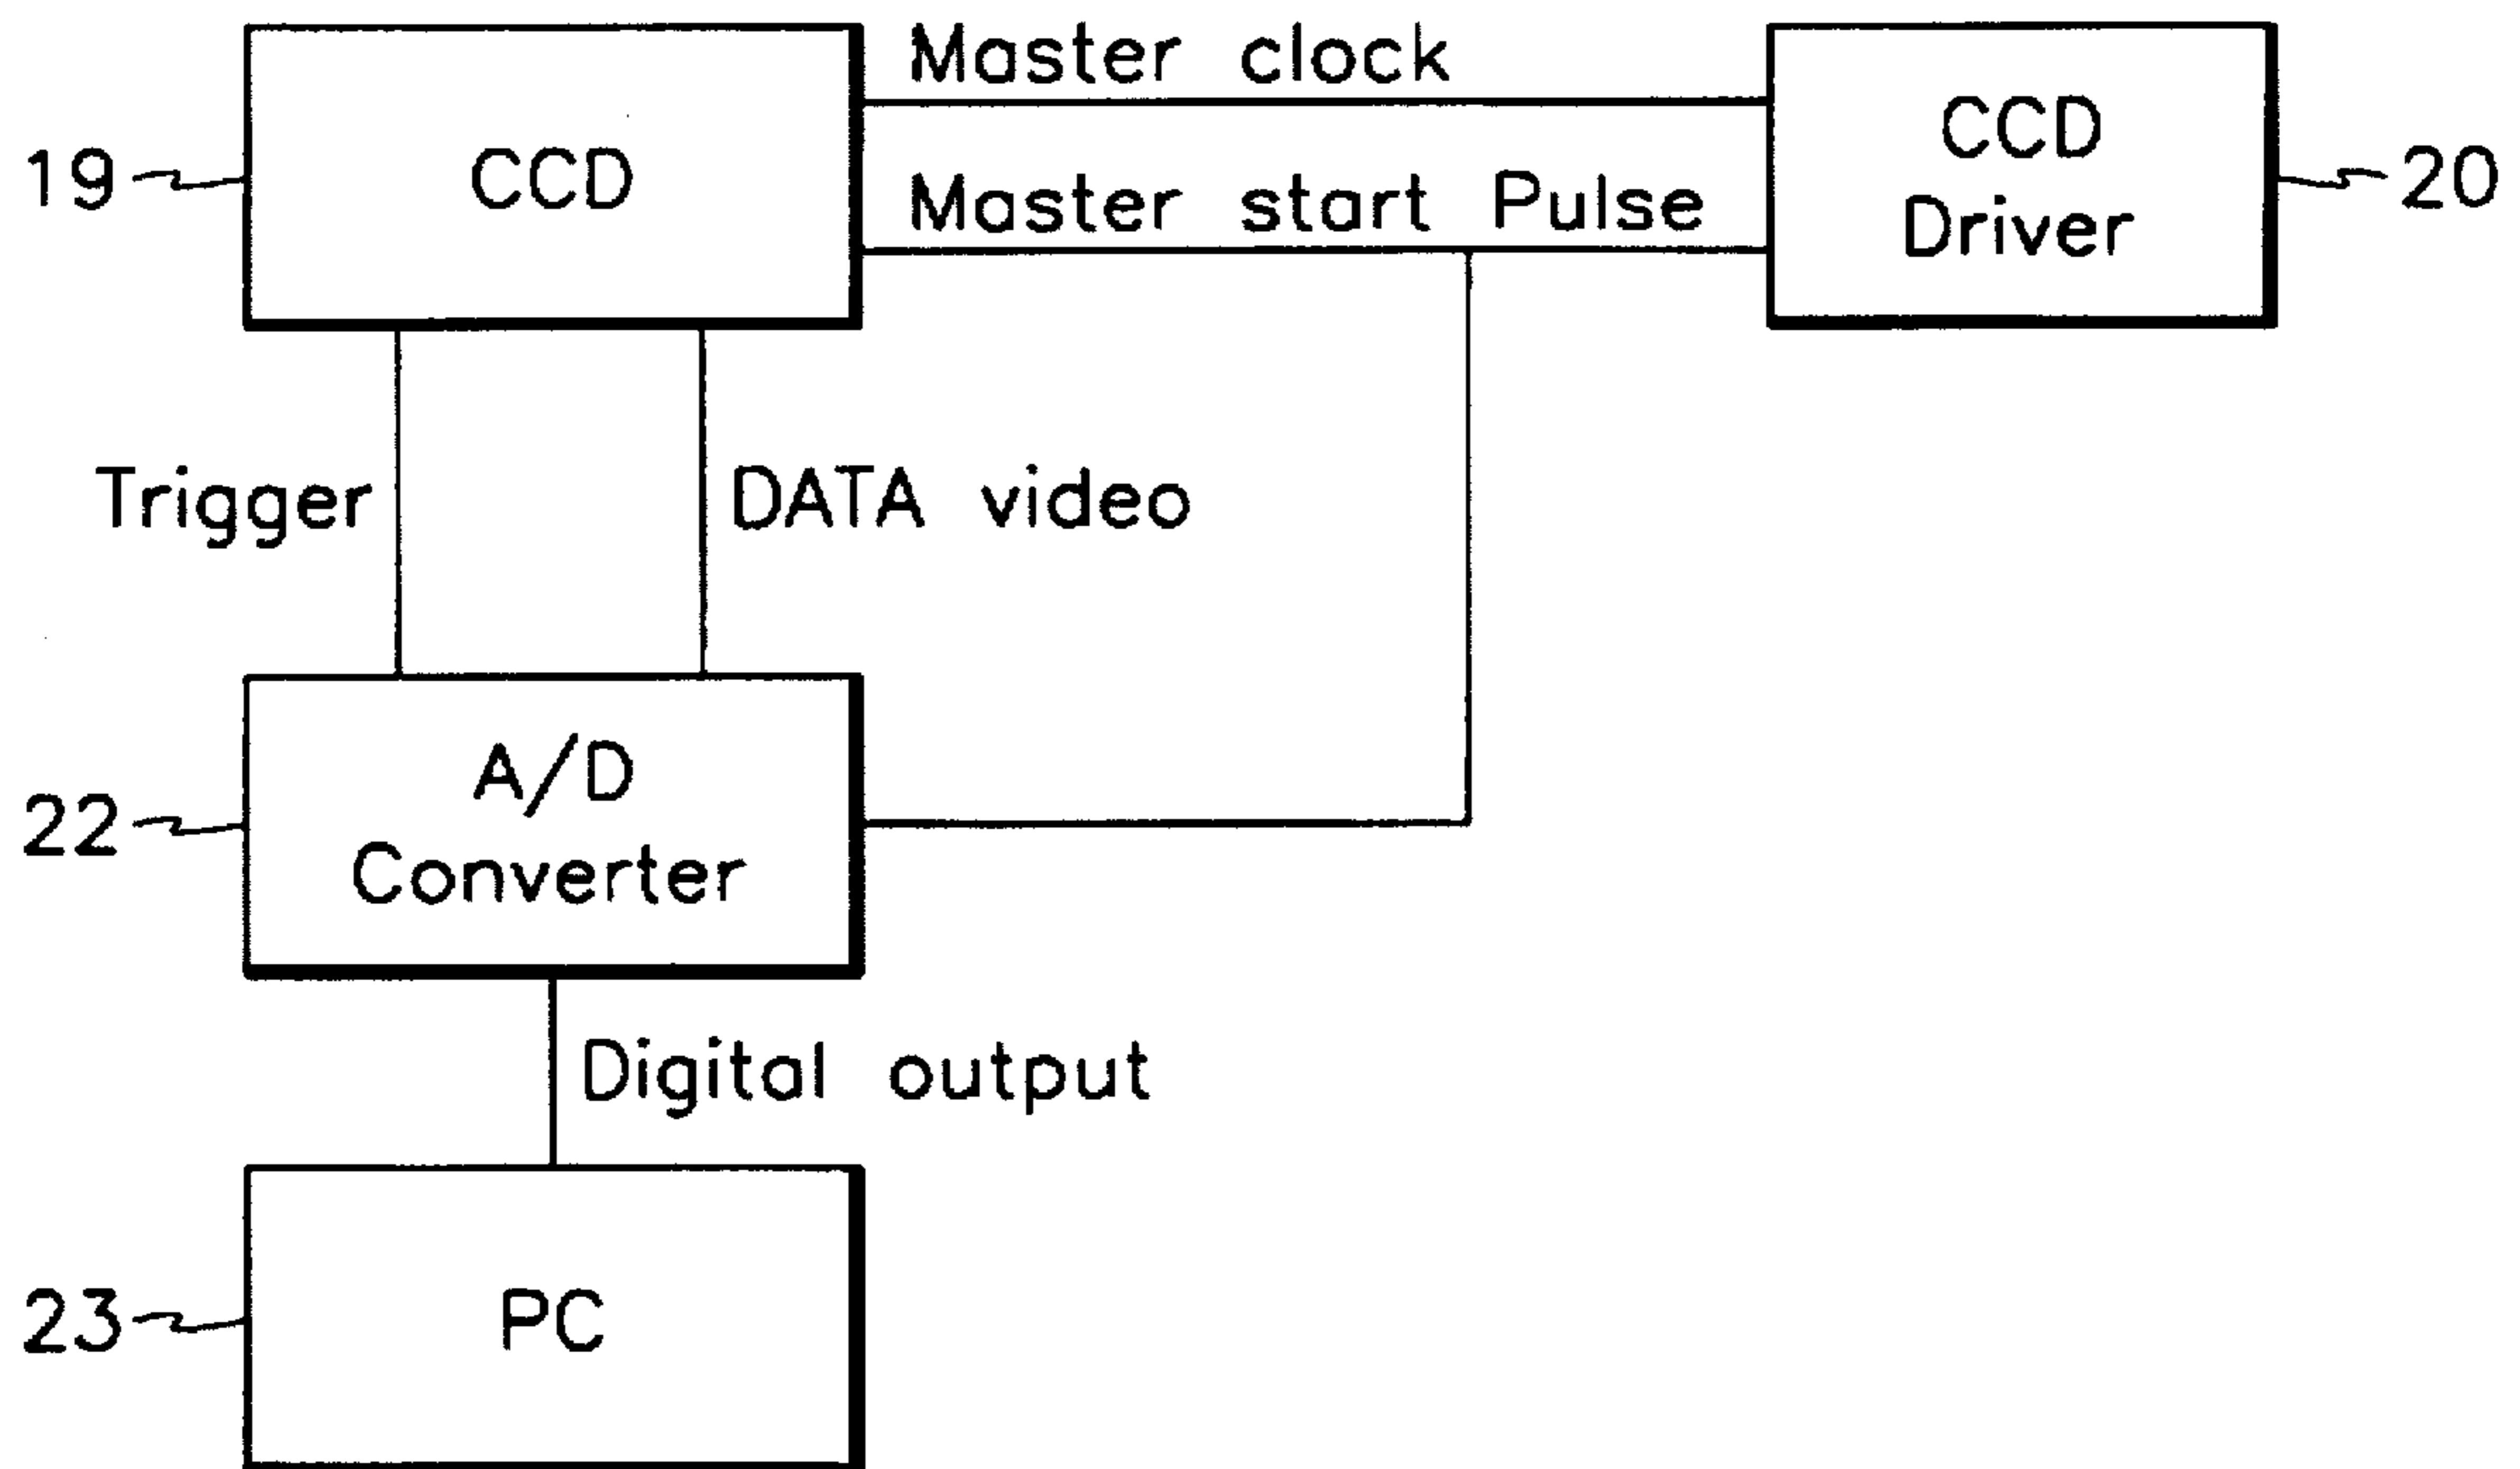 Master clock
CCD
CCD
Driver
19
20
Master start Pulse
Trigger
DATA video
A/D
Converter
22
Digital output
23
PC